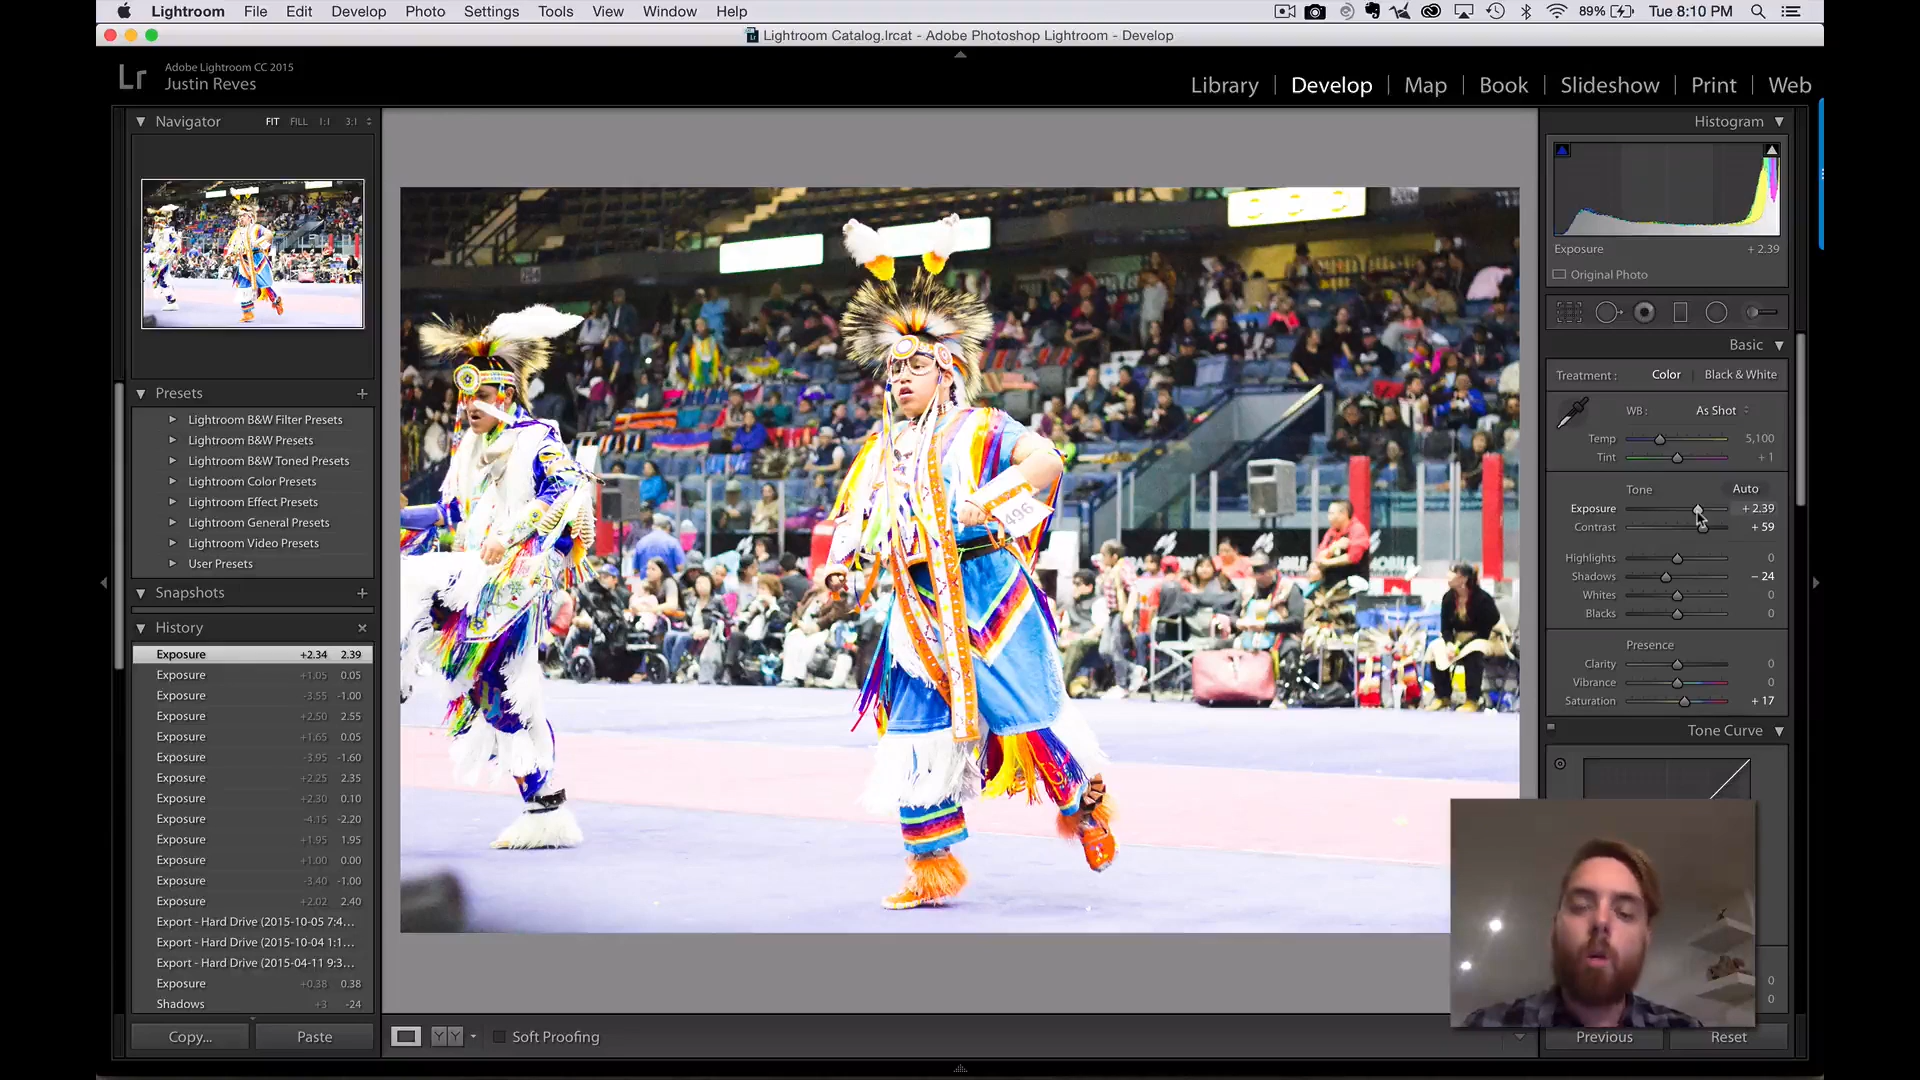 Lightroom File Edit Develop Photo Settings Tools View Window Help 89% Tue 8:10 PM
Lightroom Catalog.lrcat - Adobe Photoshop Lightroom - Develop
Lr
Adobe Lightroom CC 2015
Justin Reves
Library | Develop | Map | Book | Slideshow | Print | Web
Navigator FIT FILL 1:1 3:1
Presets +
Lightroom B&W Filter Presets
Lightroom B&W Presets
Lightroom B&W Toned Presets
Lightroom Color Presets
Lightroom Effect Presets
Lightroom General Presets
Lightroom Video Presets
User Presets
Snapshots +
History
Exposure +2.34 2.39
Exposure +1.05 0.05
Exposure -3.55 -1.00
Exposure +2.50 2.55
Exposure +1.65 0.05
Exposure -3.95 -1.60
Exposure +2.25 2.35
Exposure +2.30 0.10
Exposure -4.15 -2.20
Exposure +1.95 1.95
Exposure +1.00 0.00
Exposure -3.40 -1.00
Exposure +2.02 2.40
Export - Hard Drive (2015-10-05 7:4...
Export - Hard Drive (2015-10-04 1:1...
Export - Hard Drive (2015-04-11 9:3...
Exposure +0.38 0.38
Shadows +3 -24
Copy... Paste
496
Y Y Soft Proofing
Histogram
Exposure + 2.39
Original Photo
Basic
Treatment : Color | Black & White
WB : As Shot
Temp 5,100
Tint + 1
Tone Auto
Exposure + 2.39
Contrast + 59
Highlights 0
Shadows - 24
Whites 0
Blacks 0
Presence
Clarity 0
Vibrance 0
Saturation + 17
Tone Curve
0
0
Previous Reset